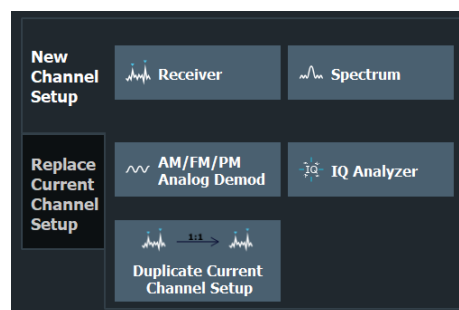 New
Channel
Setup
Receiver
Spectrum
Replace
Current
Channel
Setup
AM/FM/PM
Analog Demod
IQ
IQ Analyzer
1:1
Duplicate Current
Channel Setup